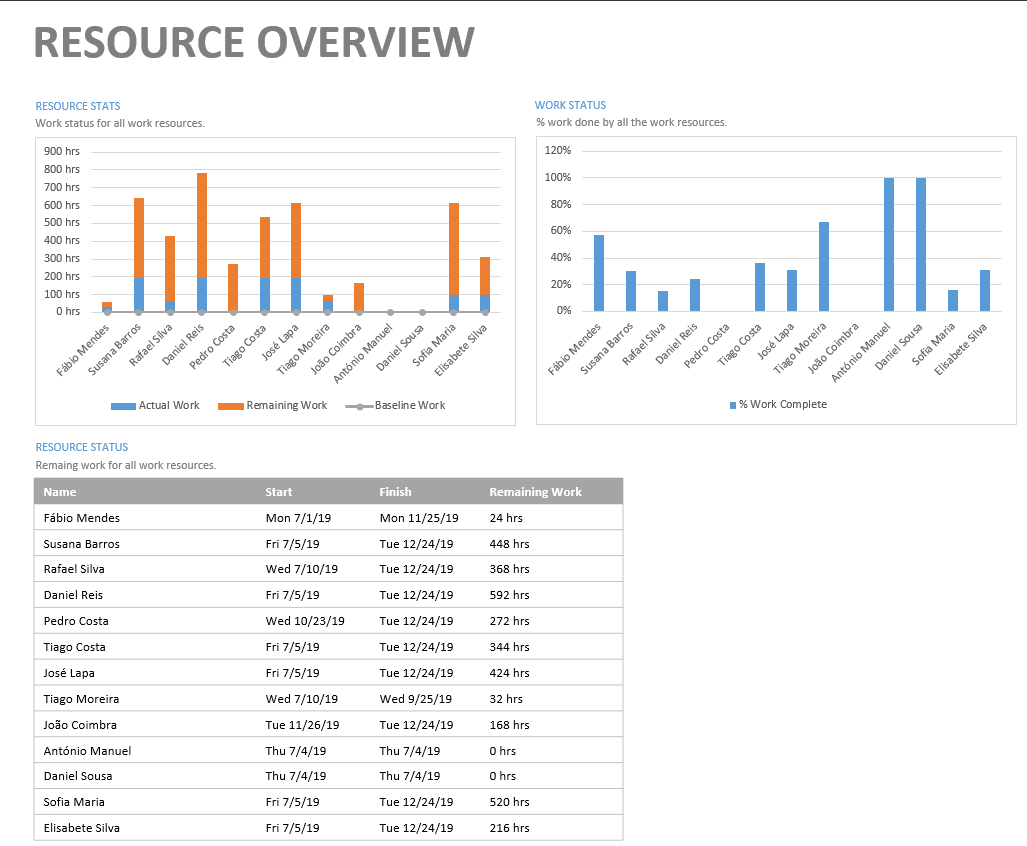 RESOURCE OVERVIEW
RESOURCE STATS
Work status for all work resources.
900 hrs
800 hrs
700 hrs
600 hrs
500 hrs
400 hrs
300 hrs
200 hrs
100 hrs
0 hrs
Fábio Mendes
Susana Barros
Rafael Silva
Daniel Reis
Pedro Costa
Tiago Costa
José Lapa
Tiago Moreira
João Coimbra
António Manuel
Daniel Sousa
Sofia Maria
Elisabete Silva
Actual Work Remaining Work Baseline Work
WORK STATUS
% work done by all the work resources.
120%
100%
80%
60%
40%
20%
0%
Fábio Mendes
Susana Barros
Rafael Silva
Daniel Reis
Pedro Costa
Tiago Costa
José Lapa
Tiago Moreira
João Coimbra
António Manuel
Daniel Sousa
Sofia Maria
Elisabete Silva
% Work Complete
RESOURCE STATUS
Remaing work for all work resources.
Name Start Finish Remaining Work
Fábio Mendes Mon 7/1/19 Mon 11/25/19 24 hrs
Susana Barros Fri 7/5/19 Tue 12/24/19 448 hrs
Rafael Silva Wed 7/10/19 Tue 12/24/19 368 hrs
Daniel Reis Fri 7/5/19 Tue 12/24/19 592 hrs
Pedro Costa Wed 10/23/19 Tue 12/24/19 272 hrs
Tiago Costa Fri 7/5/19 Tue 12/24/19 344 hrs
José Lapa Fri 7/5/19 Tue 12/24/19 424 hrs
Tiago Moreira Wed 7/10/19 Wed 9/25/19 32 hrs
João Coimbra Tue 11/26/19 Tue 12/24/19 168 hrs
António Manuel Thu 7/4/19 Thu 7/4/19 0 hrs
Daniel Sousa Thu 7/4/19 Thu 7/4/19 0 hrs
Sofia Maria Fri 7/5/19 Tue 12/24/19 520 hrs
Elisabete Silva Fri 7/5/19 Tue 12/24/19 216 hrs